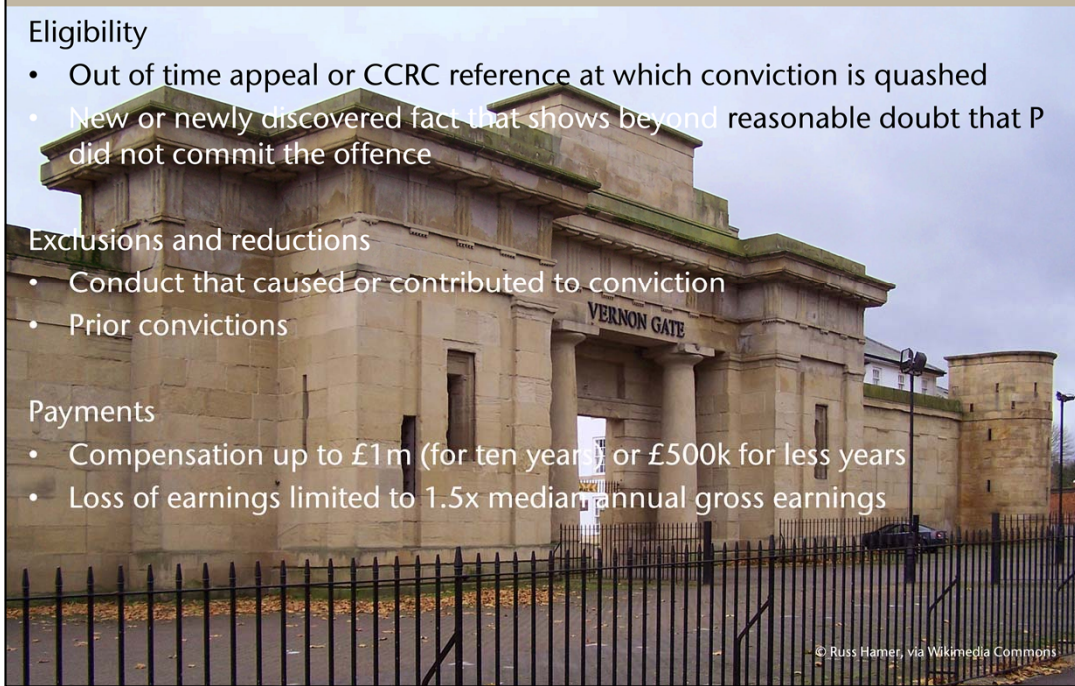 Eligibility
• Out of time appeal or CCRC reference at which conviction is quashed
• New or newly discovered fact that shows beyond reasonable doubt that P
did not commit the offence
Exclusions and reductions
• Conduct that caused or contributed to conviction
• Prior convictions
VERNON GATE
Payments
• Compensation up to £1m (for ten years) or £500k for less years
• Loss of earnings limited to 1.5x median annual gross earnings
© Russ Hamer, via Wikimedia Commons